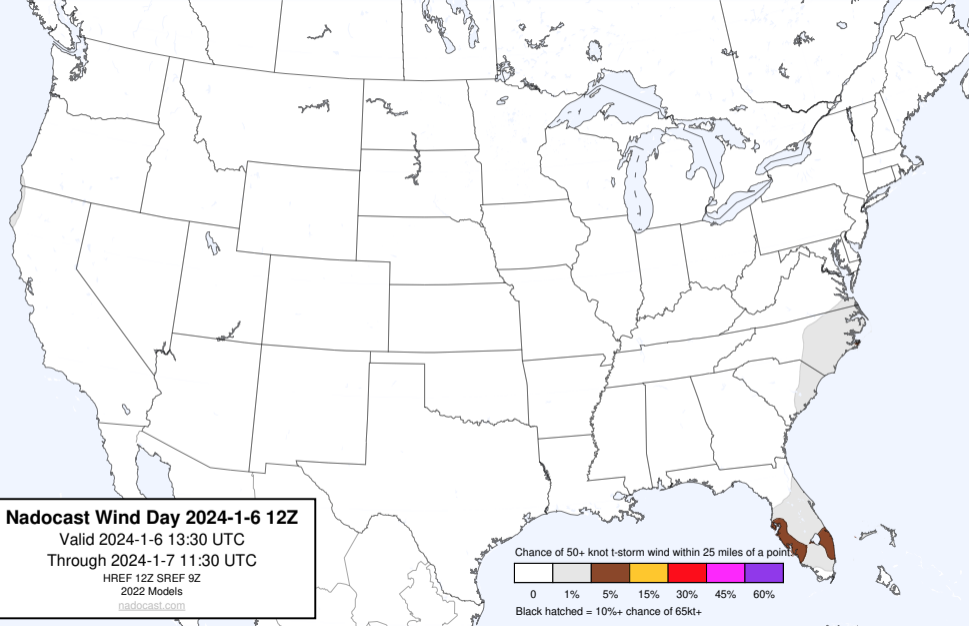 Nadocast Wind Day 2024-1-6 12Z
Valid 2024-1-6 13:30 UTC
Through 2024-1-7 11:30 UTC
HREF 12Z SREF 9Z
2022 Models
nadocast.com
Chance of 50+ knot t-storm wind within 25 miles of a point.
0 1% 5% 15% 30% 45% 60%
Black hatched = 10%+ chance of 65kt+